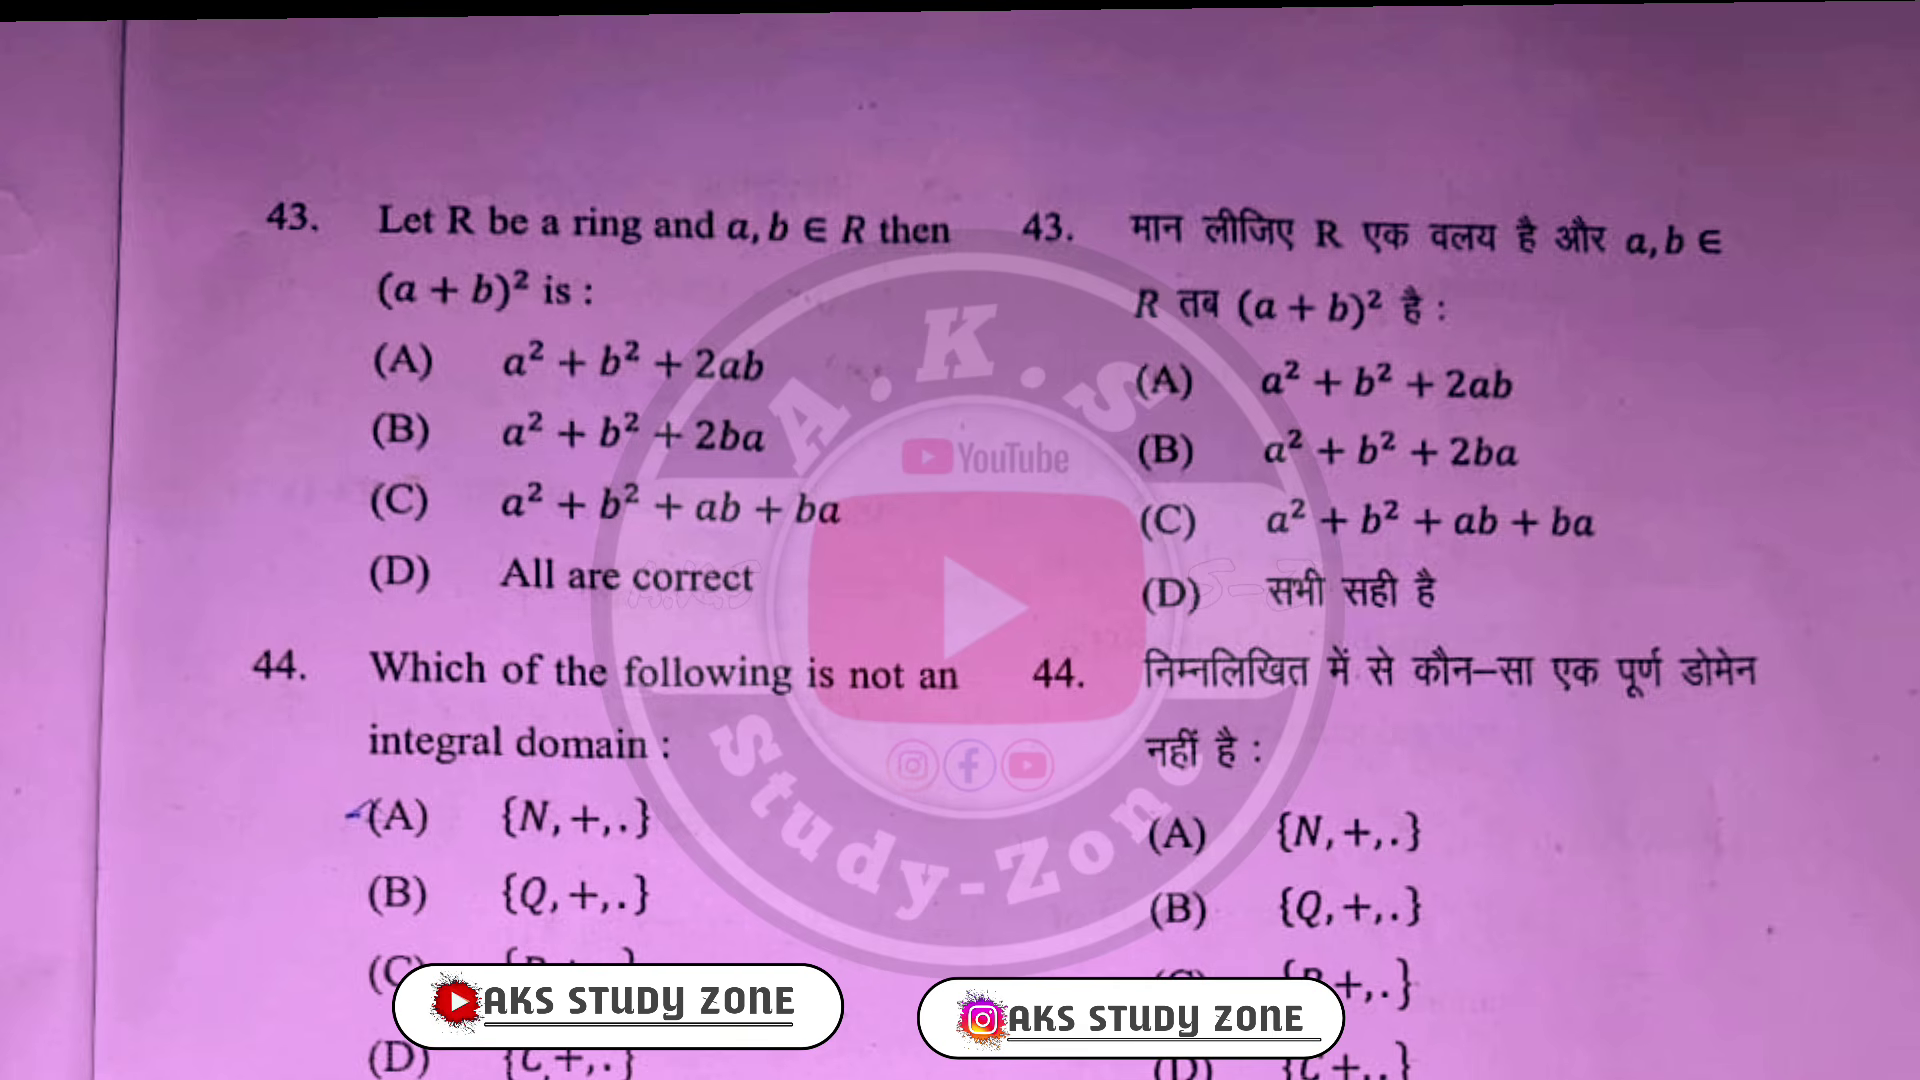 43. Let R be a ring and a, b ∈ R then
(a + b)² is :
(A) a² + b² + 2ab
(B) a² + b² + 2ba
(C) a² + b² + ab + ba
(D) All are correct
44. Which of the following is not an
integral domain :
(A) {N, +, .}
(B) {Q, +, .}
(C)
(D) {C +, . }
43. मान लीजिए R एक वलय है और a, b ∈
R तब (a + b)² है :
(A) a² + b² + 2ab
(B) a² + b² + 2ba
(C) a² + b² + ab + ba
(D) सभी सही है
44. निम्नलिखित में से कौन–सा एक पूर्ण डोमेन
नहीं है :
(A) {N, +, .}
(B) {Q, +, .}
(C) {R +, .}
(D) {C +, .}
A.K.S
YouTube
Study-Zone
AKS STUDY ZONE
AKS STUDY ZONE